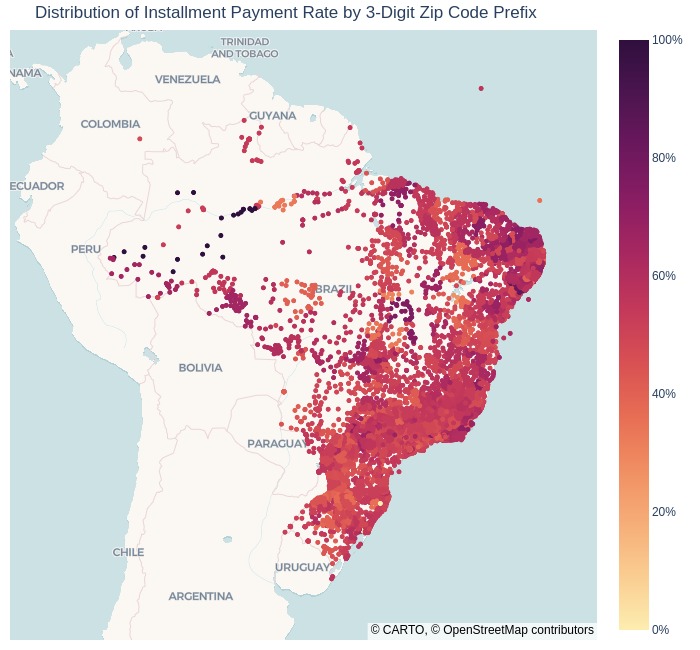 Distribution of Installment Payment Rate by 3-Digit Zip Code Prefix
TRINIDAD
AND TOBAGO
NAMA
VENEZUELA
GUYANA
COLOMBIA
ECUADOR
PERU
BRAZIL
BOLIVIA
PARAGUAY
CHILE
URUGUAY
ARGENTINA
100%
80%
60%
40%
20%
0%
© CARTO, © OpenStreetMap contributors